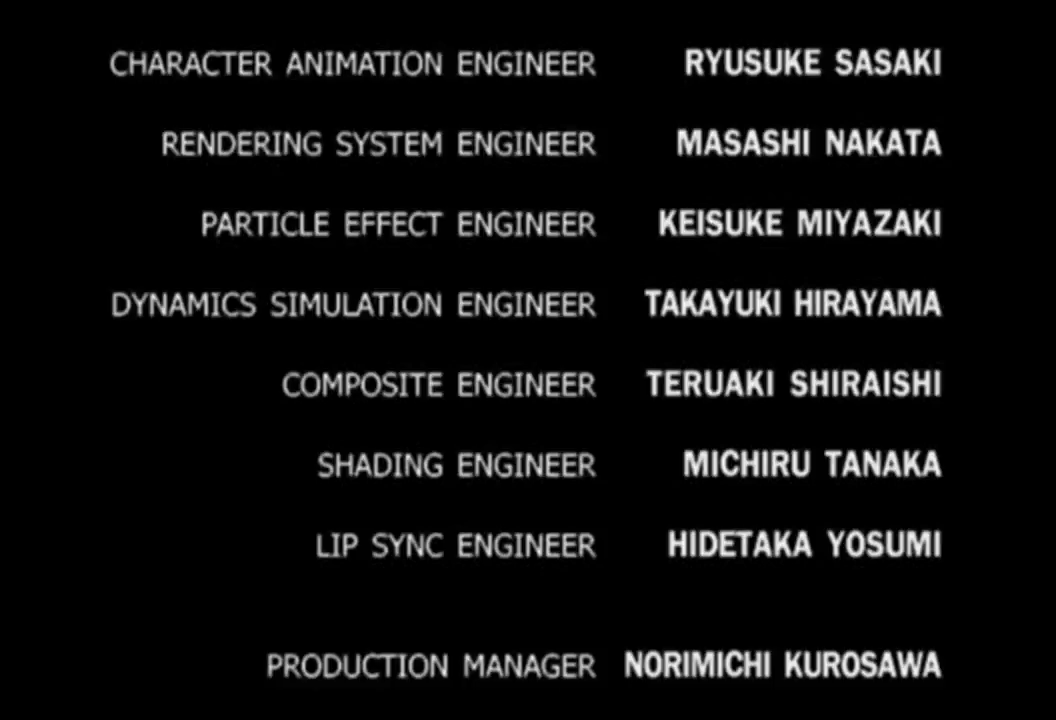 CHARACTER ANIMATION ENGINEER RYUSUKE SASAKI
RENDERING SYSTEM ENGINEER MASASHI NAKATA
PARTICLE EFFECT ENGINEER KEISUKE MIYAZAKI
DYNAMICS SIMULATION ENGINEER TAKAYUKI HIRAYAMA
COMPOSITE ENGINEER TERUAKI SHIRAISHI
SHADING ENGINEER MICHIRU TANAKA
LIP SYNC ENGINEER HIDETAKA YOSUMI
PRODUCTION MANAGER NORIMICHI KUROSAWA